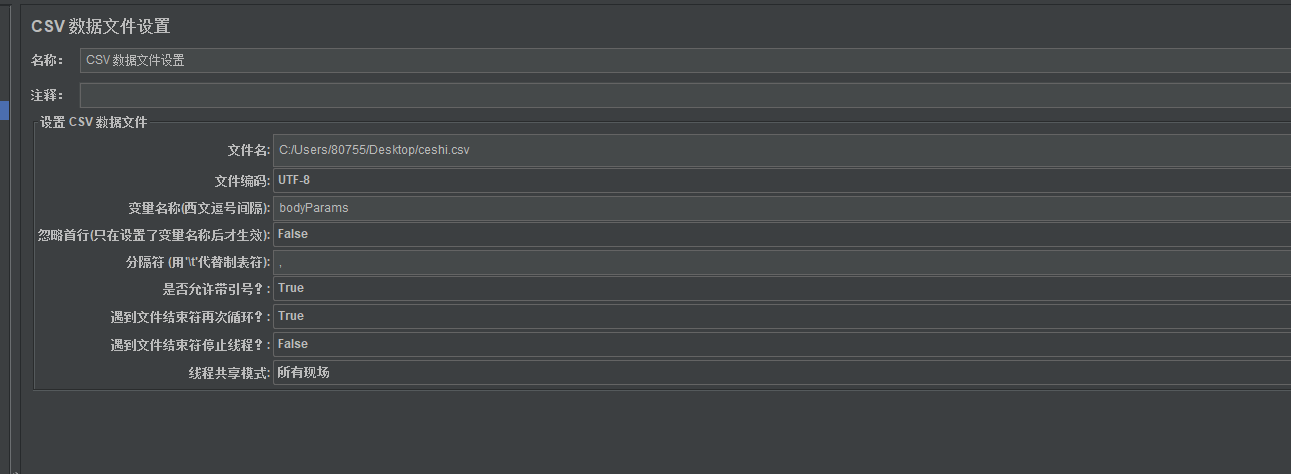 CSV 数据文件设置
名称： CSV 数据文件设置
注释：
设置 CSV 数据文件
文件名: C:/Users/80755/Desktop/ceshi.csv
文件编码: UTF-8
变量名称(西文逗号间隔): bodyParams
忽略首行(只在设置了变量名称后才生效): False
分隔符 (用'\t'代替制表符): ,
是否允许带引号？: True
遇到文件结束符再次循环？: True
遇到文件结束符停止线程？: False
线程共享模式: 所有现场